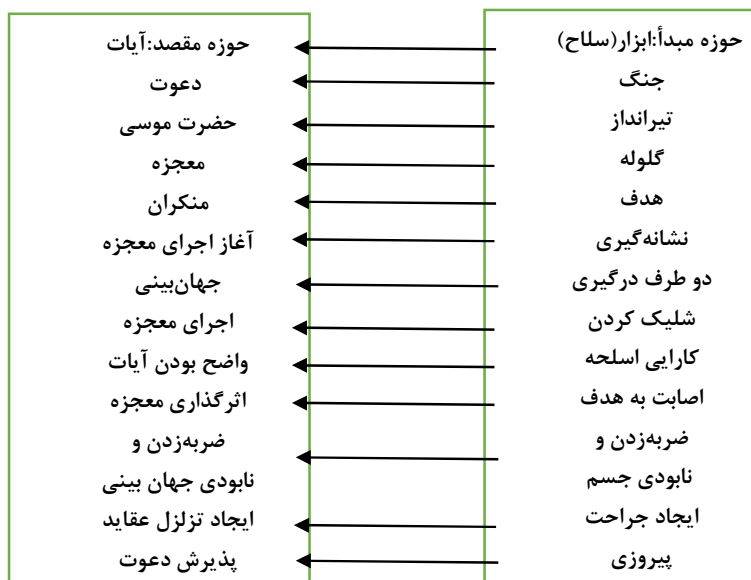 حوزه مبدأ:ابزار(سلاح)
جنگ
تیرانداز
گلوله
هدف
نشانه‌گیری
دو طرف درگیری
شلیک کردن
کارایی اسلحه
اصابت به هدف
ضربه‌زدن و
نابودی جسم
ایجاد جراحت
پیروزی
حوزه مقصد:آیات
دعوت
حضرت موسی
معجزه
منکران
آغاز اجرای معجزه
جهان‌بینی
اجرای معجزه
واضح بودن آیات
اثرگذاری معجزه
ضربه‌زدن و
نابودی جهان بینی
ایجاد تزلزل عقاید
پذیرش دعوت